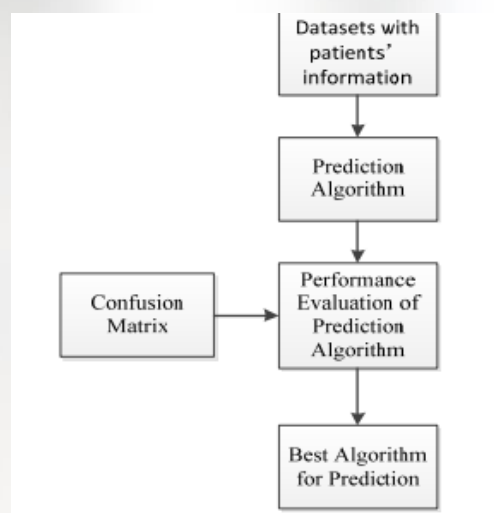 Datasets with
patients’
information
Prediction
Algorithm
Confusion
Matrix
Performance
Evaluation of
Prediction
Algorithm
Best Algorithm
for Prediction